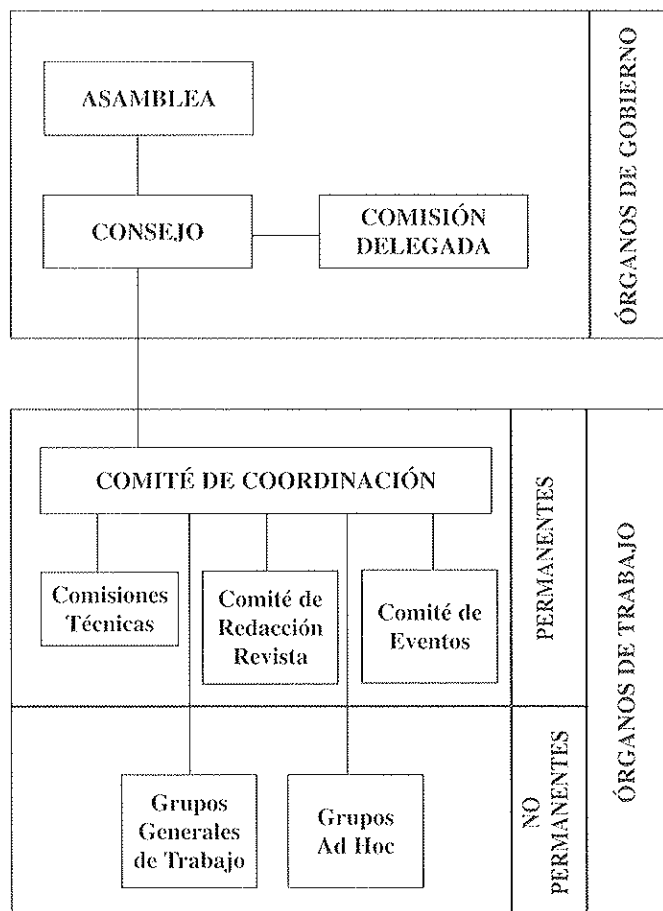 ASAMBLEA
CONSEJO
COMISIÓN
DELEGADA
ÓRGANOS DE GOBIERNO
COMITÉ DE COORDINACIÓN
Comisiones
Técnicas
Comité de
Redacción
Revista
Comité de
Eventos
PERMANENTES
Grupos
Generales
de Trabajo
Grupos
Ad Hoc
NO
PERMANENTES
ÓRGANOS DE TRABAJO